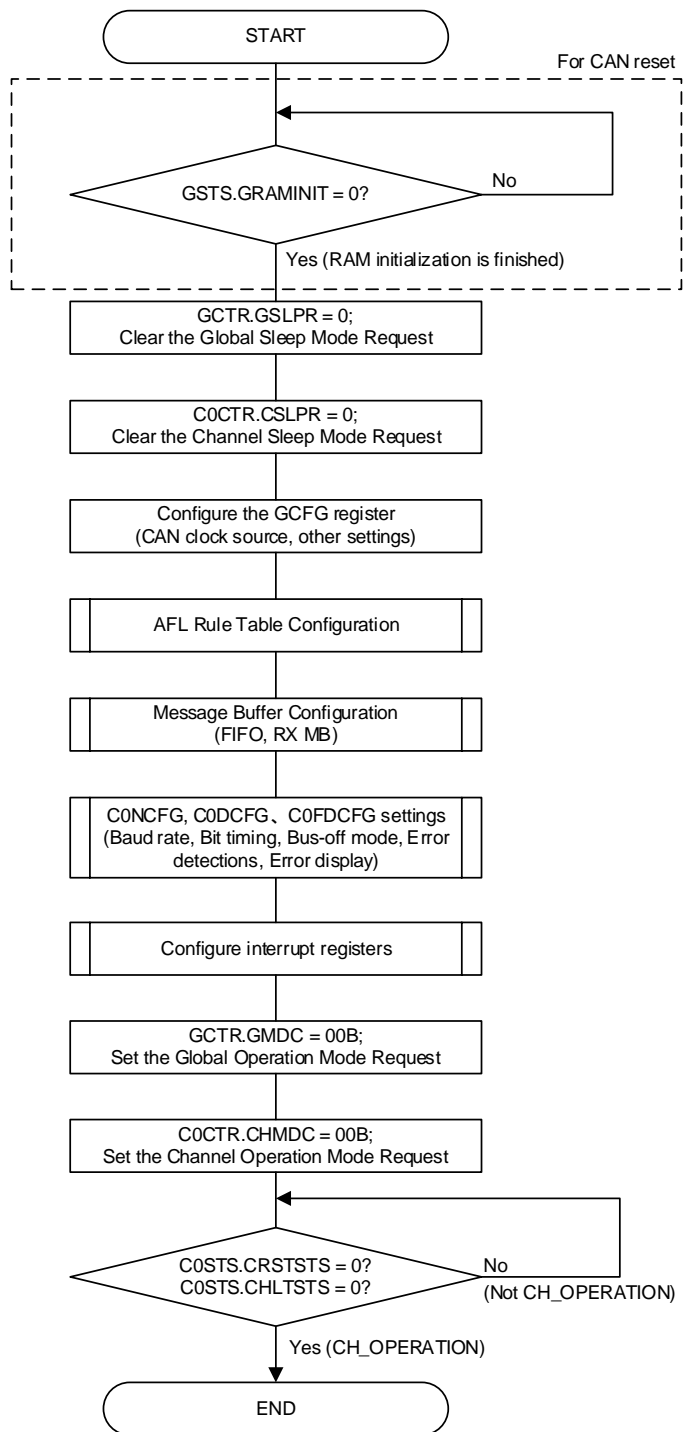 START
For CAN reset
GSTS.GRAMINIT = 0?
No
Yes (RAM initialization is finished)
GCTR.GSLPR = 0;
Clear the Global Sleep Mode Request
C0CTR.CSLPR = 0;
Clear the Channel Sleep Mode Request
Configure the GCFG register
(CAN clock source, other settings)
AFL Rule Table Configuration
Message Buffer Configuration
(FIFO, RX MB)
C0NCFG, C0DCFG、C0FDCFG settings
(Baud rate, Bit timing, Bus-off mode, Error
detections, Error display)
Configure interrupt registers
GCTR.GMDC = 00B;
Set the Global Operation Mode Request
C0CTR.CHMDC = 00B;
Set the Channel Operation Mode Request
C0STS.CRSTSTS = 0?
C0STS.CHLTSTS = 0?
No
(Not CH_OPERATION)
Yes (CH_OPERATION)
END